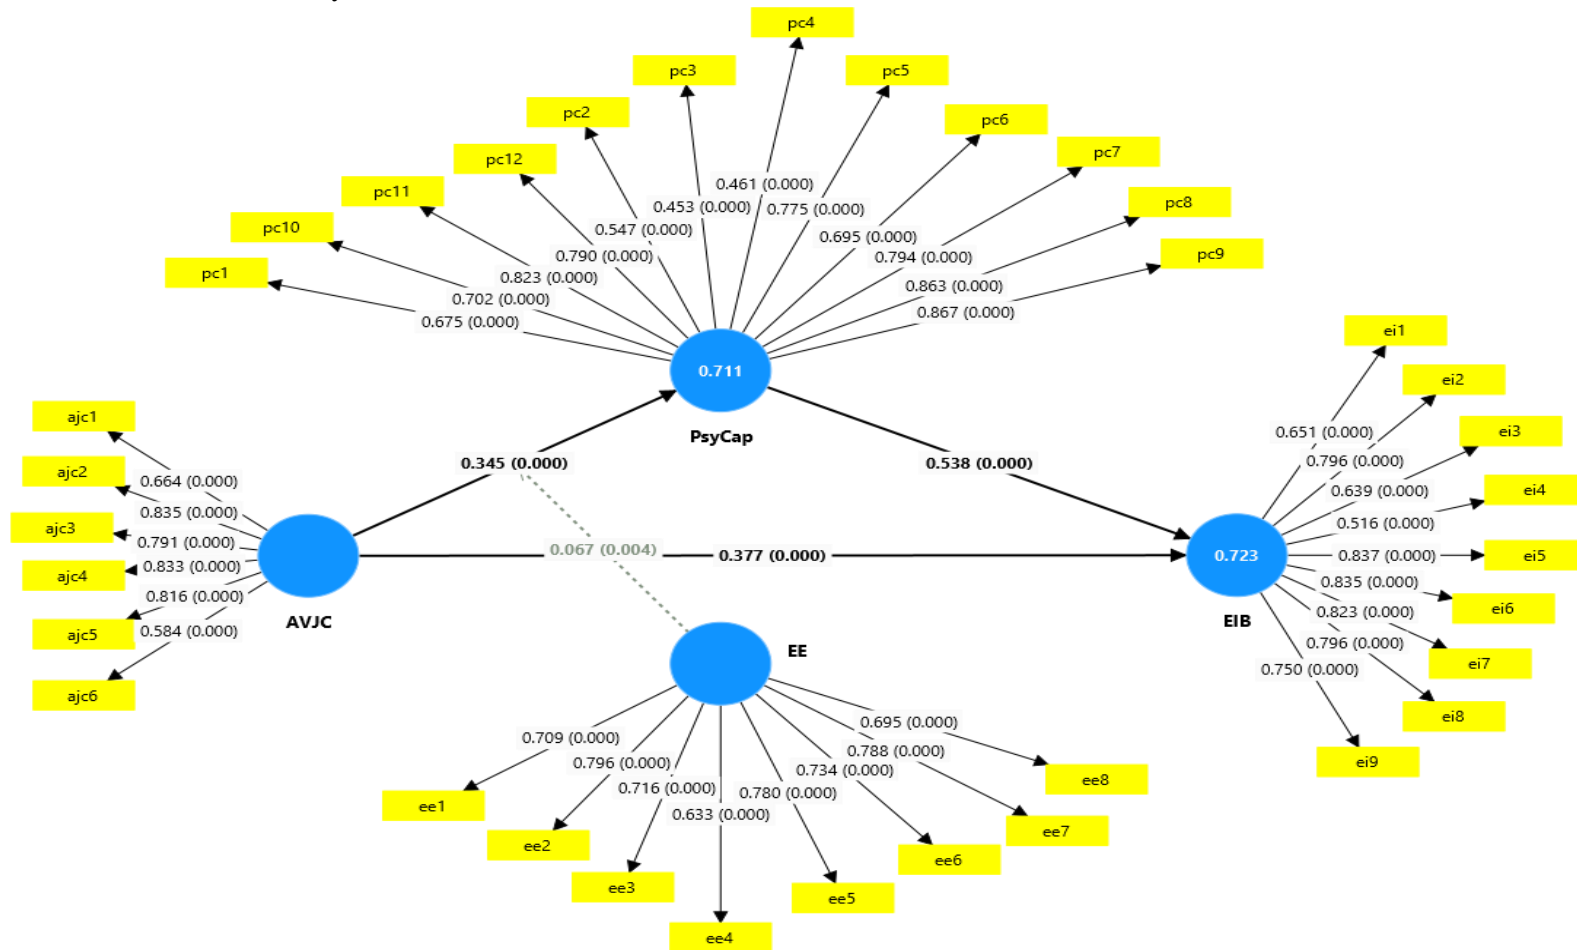 pc4
pc3
pc5
pc2
pc6
pc12
pc7
pc11
pc8
pc10
pc9
pc1
0.461 (0.000)
0.453 (0.000)
0.775 (0.000)
0.547 (0.000)
0.695 (0.000)
0.790 (0.000)
0.794 (0.000)
0.823 (0.000)
0.863 (0.000)
0.702 (0.000)
0.867 (0.000)
0.675 (0.000)
0.711
PsyCap
ei1
ei2
ei3
ei4
ei5
ei6
ei7
ei8
ei9
0.651 (0.000)
0.796 (0.000)
0.639 (0.000)
0.516 (0.000)
0.837 (0.000)
0.835 (0.000)
0.823 (0.000)
0.796 (0.000)
0.750 (0.000)
0.723
EIB
ajc1
ajc2
ajc3
ajc4
ajc5
ajc6
0.664 (0.000)
0.835 (0.000)
0.791 (0.000)
0.833 (0.000)
0.816 (0.000)
0.584 (0.000)
AVJC
0.345 (0.000)
0.538 (0.000)
0.067 (0.004)
0.377 (0.000)
EE
0.709 (0.000)
0.796 (0.000)
0.716 (0.000)
0.633 (0.000)
0.780 (0.000)
0.734 (0.000)
0.788 (0.000)
0.695 (0.000)
ee1
ee2
ee3
ee4
ee5
ee6
ee7
ee8